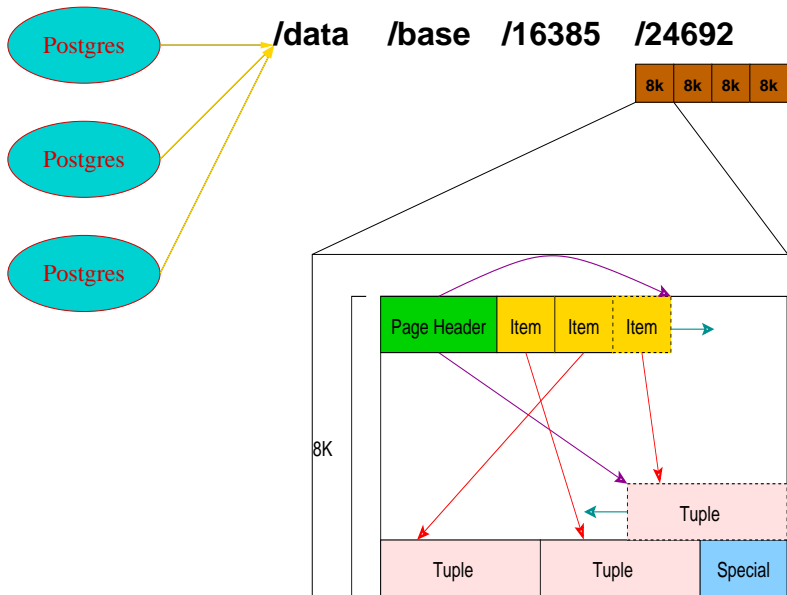 Postgres
/data /base /16385 /24692
8k 8k 8k 8k
Postgres
Postgres
Page Header Item Item Item
8K
Tuple
Tuple Tuple Special